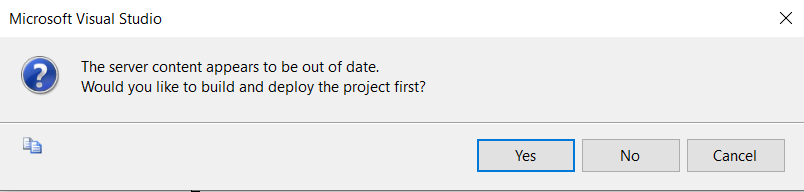 Microsoft Visual Studio
The server content appears to be out of date.
Would you like to build and deploy the project first?
Yes
No
Cancel